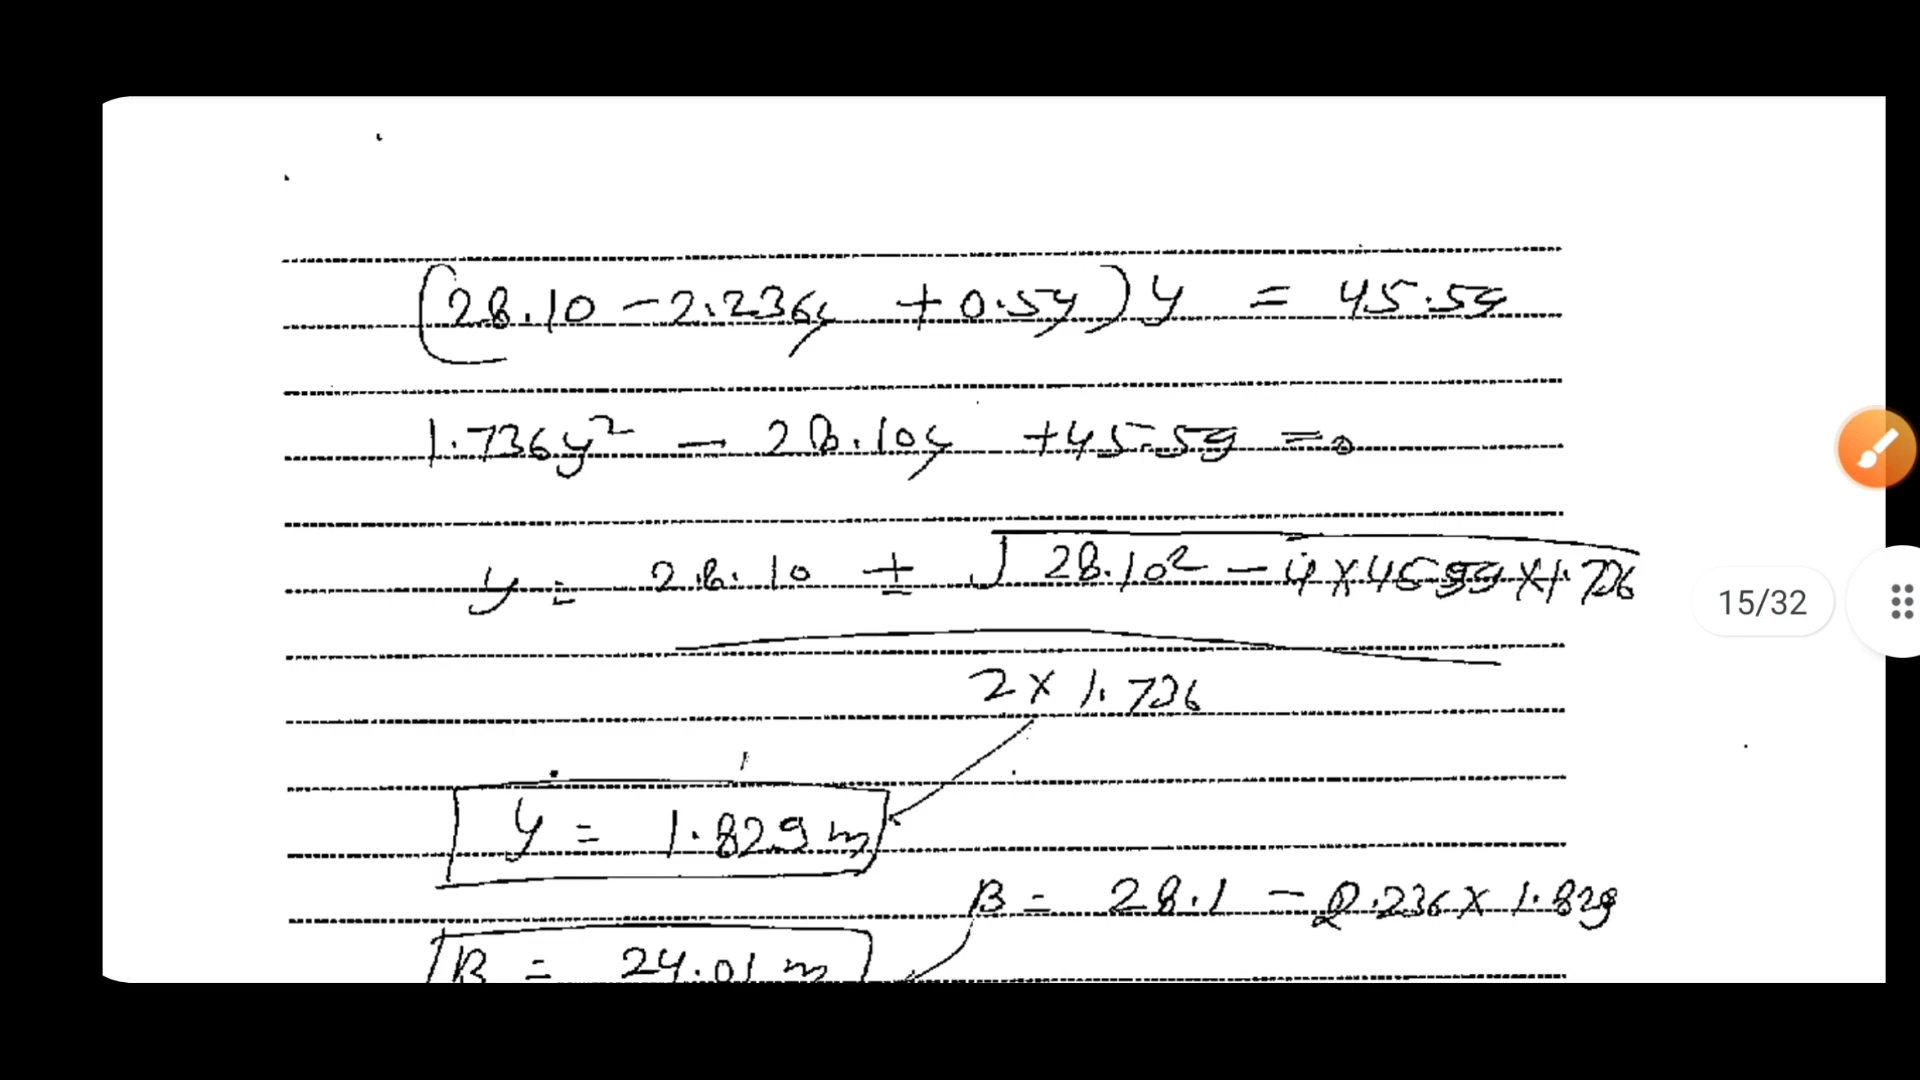 (28.10 - 2.236y + 0.5y) y = 45.59
1.736y² - 28.10y + 45.59 = 0
y = 28.10 ± √28.10² - 4×45.59×1.736
2 × 1.736
15/32
y = 1.829 m
B = 28.1 - 2.236 × 1.829
B = 24.01 m